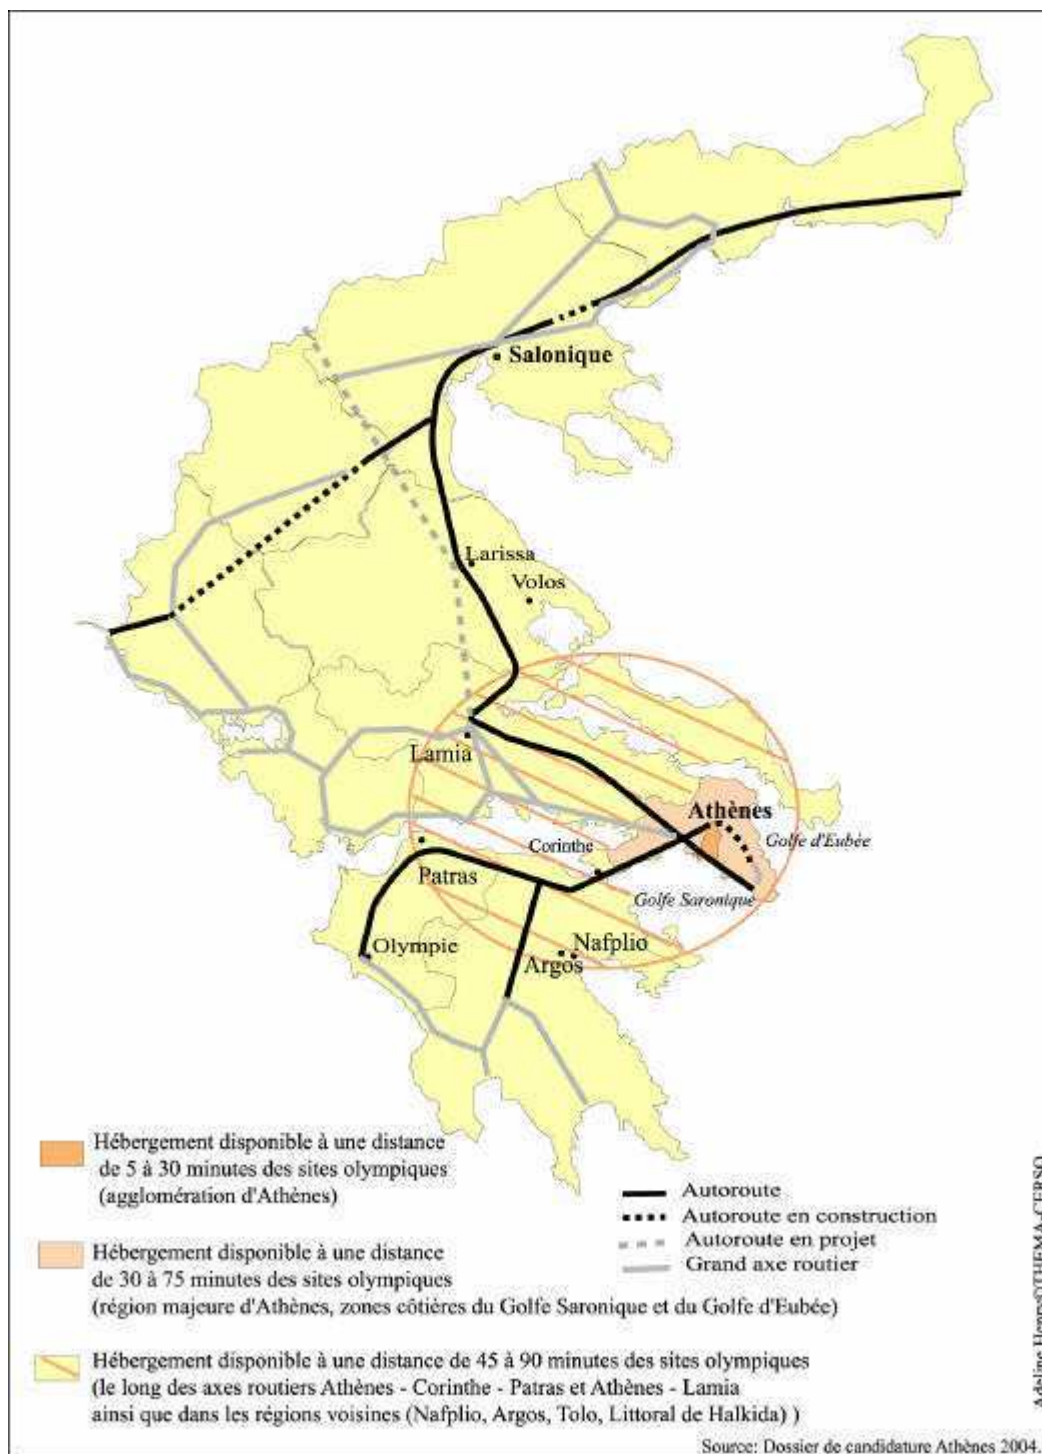 Salonique
Larissa
Volos
Lamia
Athènes
Golfe d'Eubée
Corinthe
Patras
Golfe Saronique
Olympie
Nafplio
Argos
Hébergement disponible à une distance
de 5 à 30 minutes des sites olympiques
(agglomération d'Athènes)
Autoroute
Autoroute en construction
Autoroute en projet
Grand axe routier
Hébergement disponible à une distance
de 30 à 75 minutes des sites olympiques
(région majeure d'Athènes, zones côtières du Golfe Saronique et du Golfe d'Eubée)
Hébergement disponible à une distance de 45 à 90 minutes des sites olympiques
(le long des axes routiers Athènes - Corinthe - Patras et Athènes - Lamia
ainsi que dans les régions voisines (Nafplio, Argos, Tolo, Littoral de Halkida) )
Source: Dossier de candidature Athènes 2004.